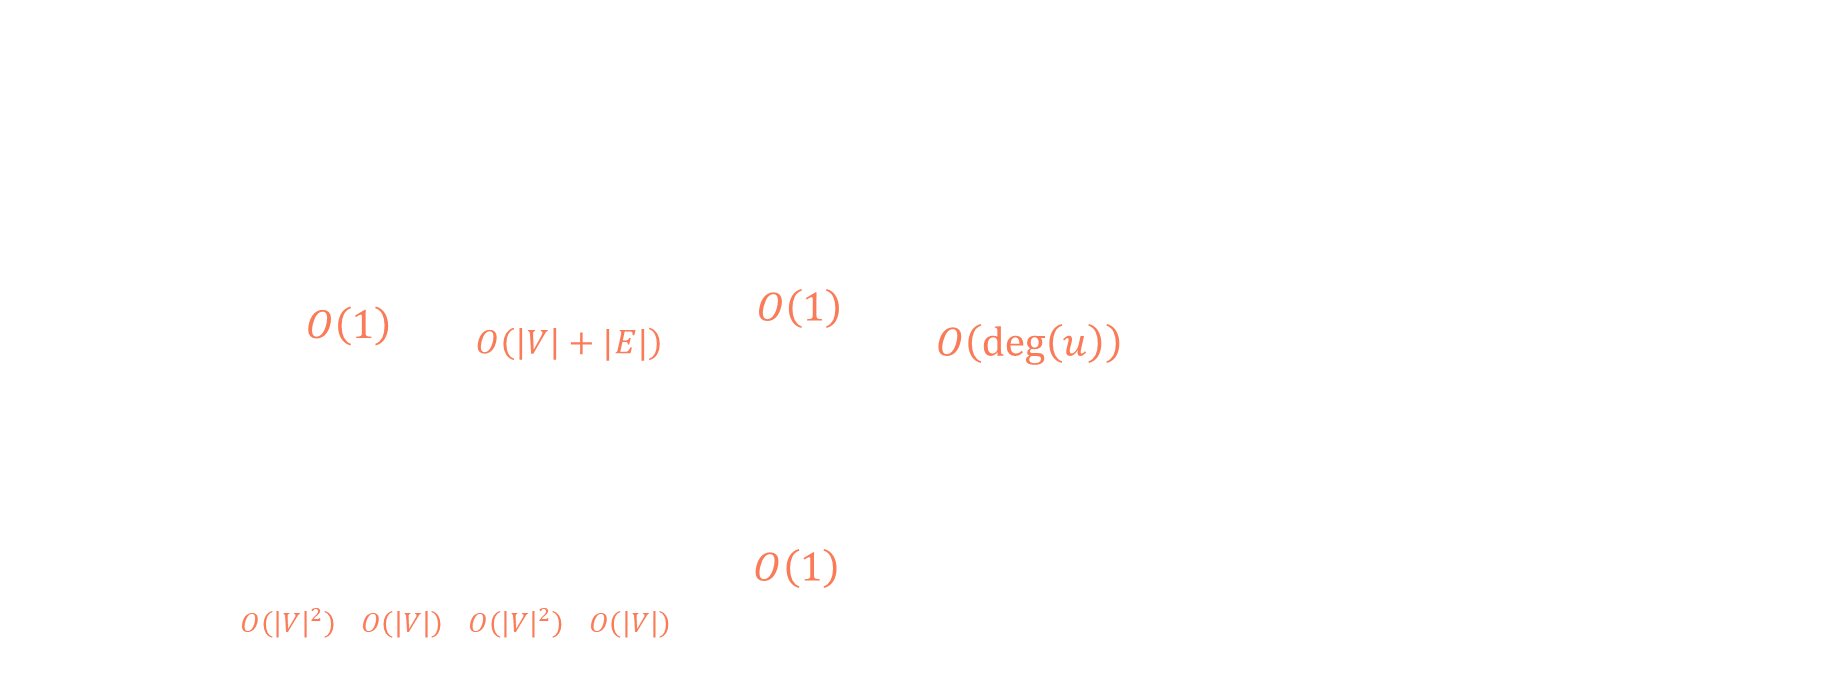 O(1)
O(|V| + |E|)
O(1)
O(deg(u))
O(1)
O(|V|²) O(|V|) O(|V|²) O(|V|)